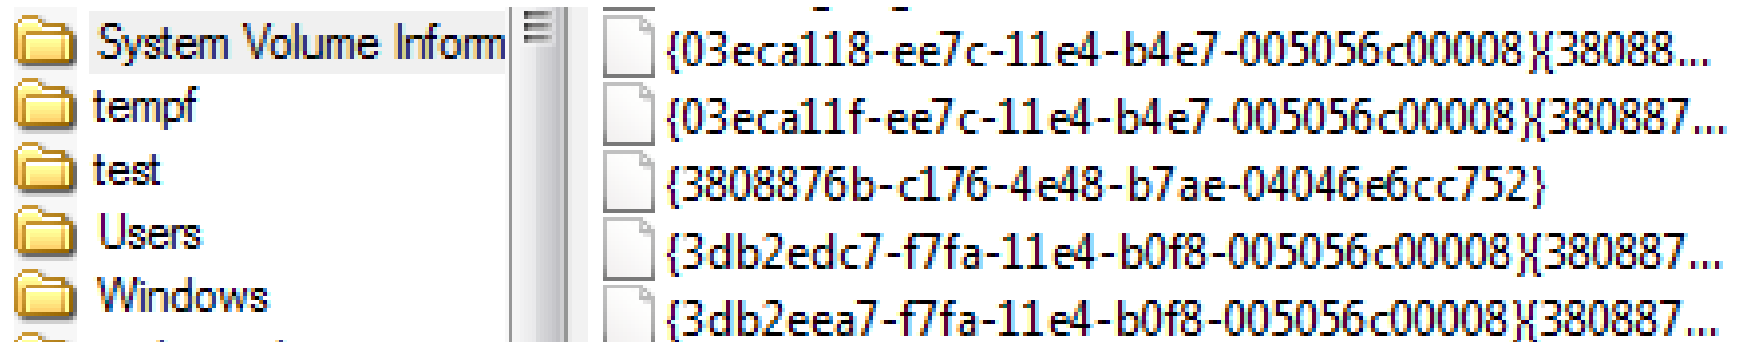 System Volume Inform
tempf
test
Users
Windows
{03eca118-ee7c-11e4-b4e7-005056c00008}{38088...
{03eca11f-ee7c-11e4-b4e7-005056c00008}{380887...
{3808876b-c176-4e48-b7ae-04046e6cc752}
{3db2edc7-f7fa-11e4-b0f8-005056c00008}{380887...
{3db2eea7-f7fa-11e4-b0f8-005056c00008}{380887...